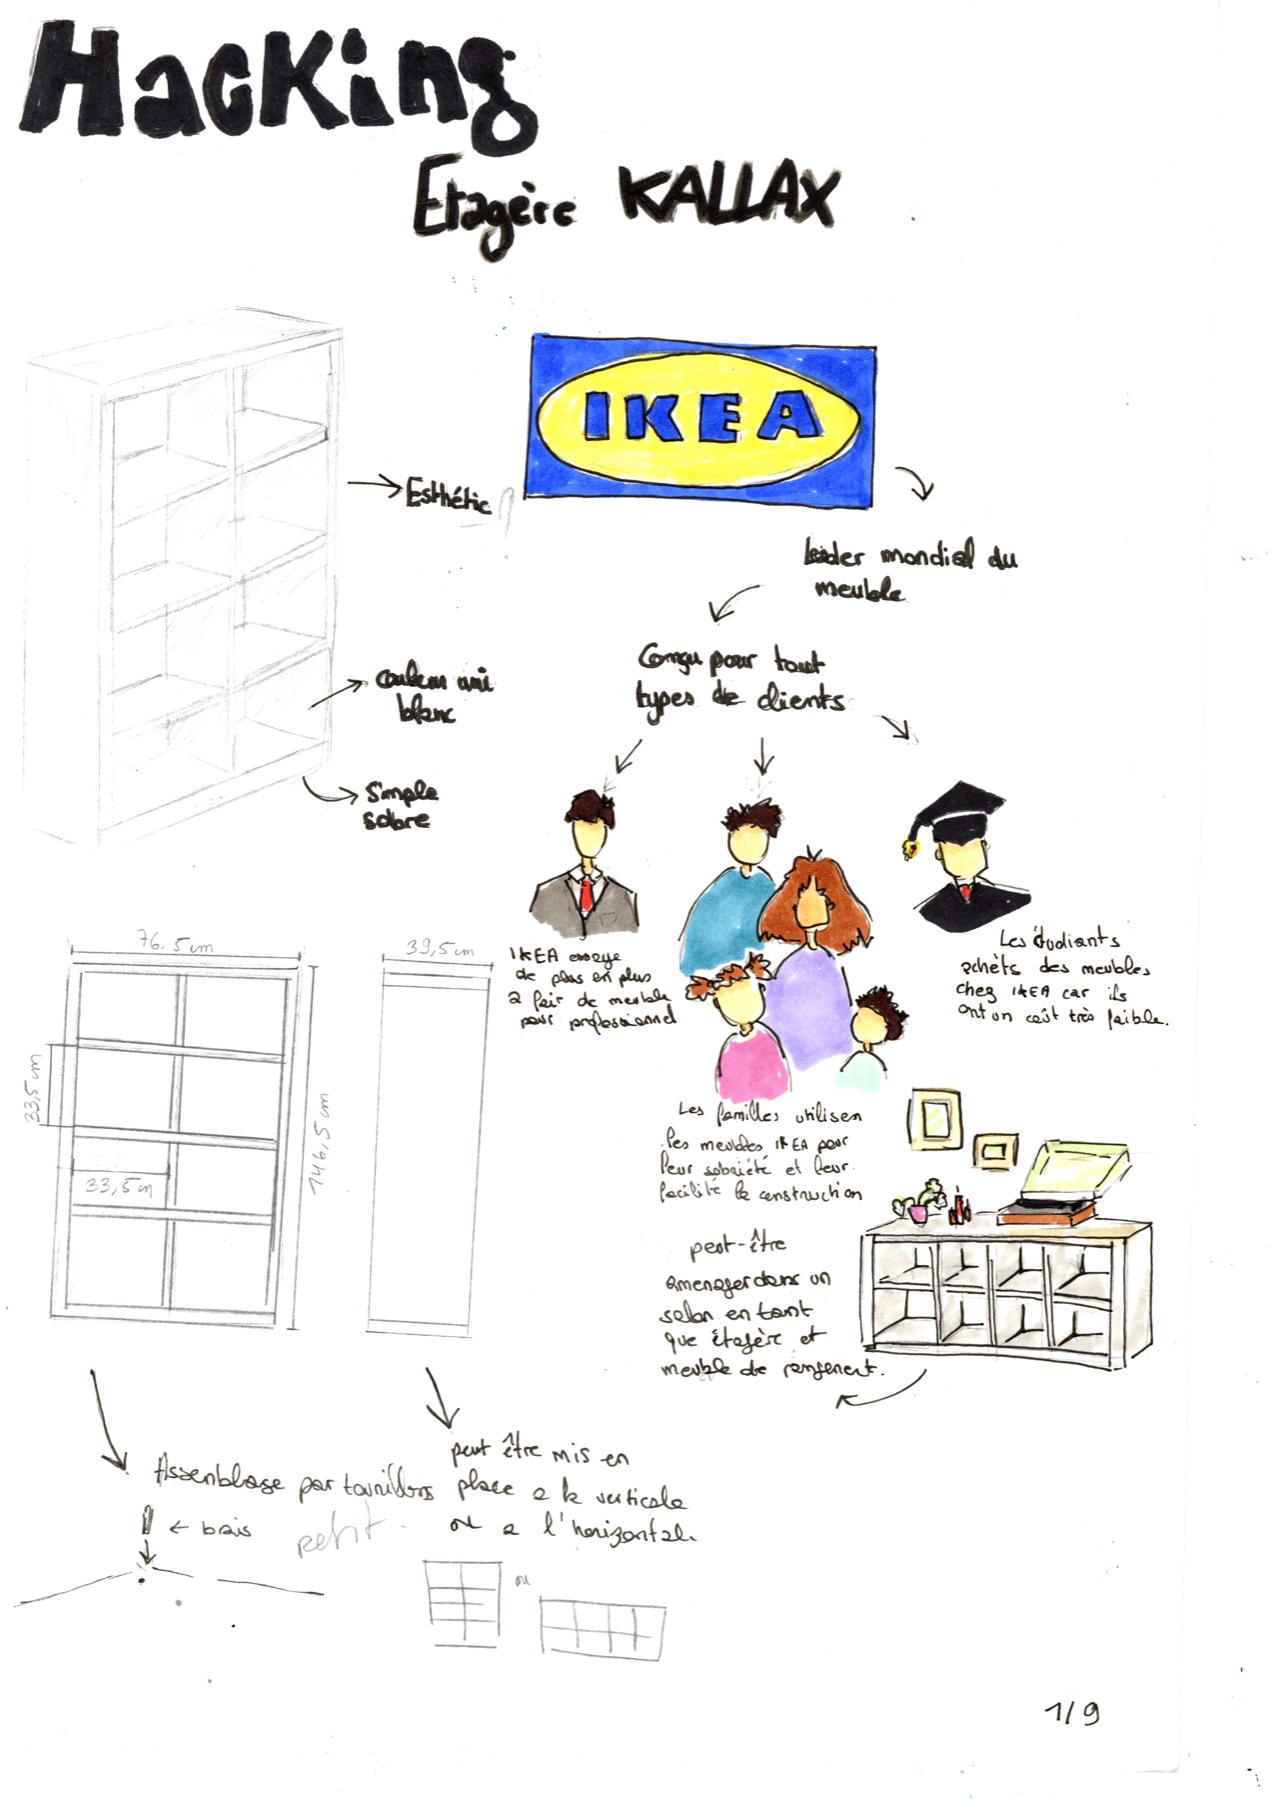 Hacking
Etagère KALLAX
IKEA
Esthétic
leader mondial du
meuble
Conçu pour tout
types de clients
couleur uni
blanc
Simple
sobre
IKEA essaye
de plus en plus
a fair de meuble
pour professionnel
Les étudiants
achèts des meubles
chez IKEA car ils
ont un coût très faible.
Les familles utilisen
les meubles IKEA pour
leur sobriété et leur
facilité de construction
76,5 cm
39,5 cm
33,5 cm
146,5 cm
33,5 cm
peut-être
amenager dans un
salon en tant
que étagère et
meuble de rangement.
Assemblage par tourillons
← bois
petit
peut être mis en
place a la verticale
ou a l'horizontal.
ou
1/9